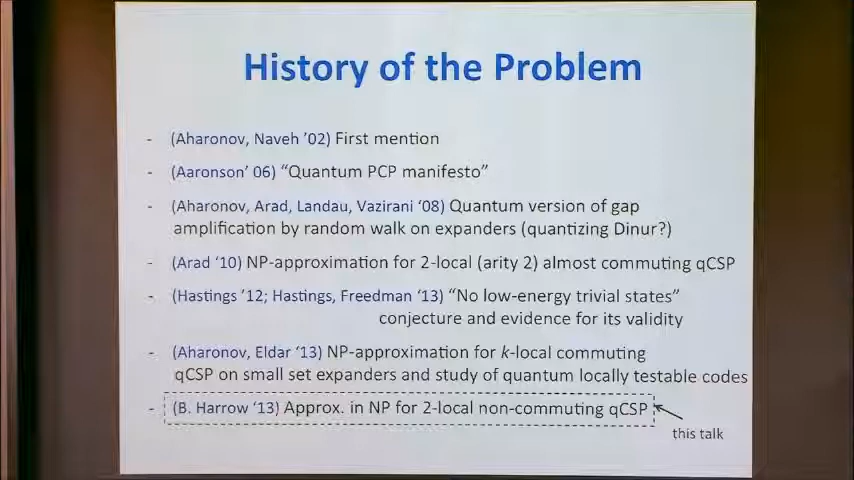 History of the Problem
- (Aharonov, Naveh ’02) First mention
- (Aaronson’ 06) “Quantum PCP manifesto”
- (Aharonov, Arad, Landau, Vazirani ‘08) Quantum version of gap
amplification by random walk on expanders (quantizing Dinur?)
- (Arad ‘10) NP-approximation for 2-local (arity 2) almost commuting qCSP
- (Hastings ’12; Hastings, Freedman ‘13) “No low-energy trivial states”
conjecture and evidence for its validity
- (Aharonov, Eldar ‘13) NP-approximation for k-local commuting
qCSP on small set expanders and study of quantum locally testable codes
- (B. Harrow ‘13) Approx. in NP for 2-local non-commuting qCSP
this talk